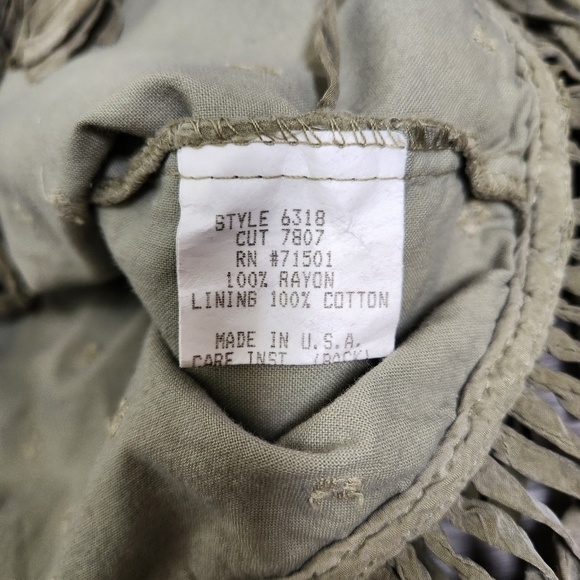 STYLE 6318
CUT 7807
RN #71501
100% RAYON
LINING 100% COTTON
MADE IN U.S.A.
CARE INST. (BACK)